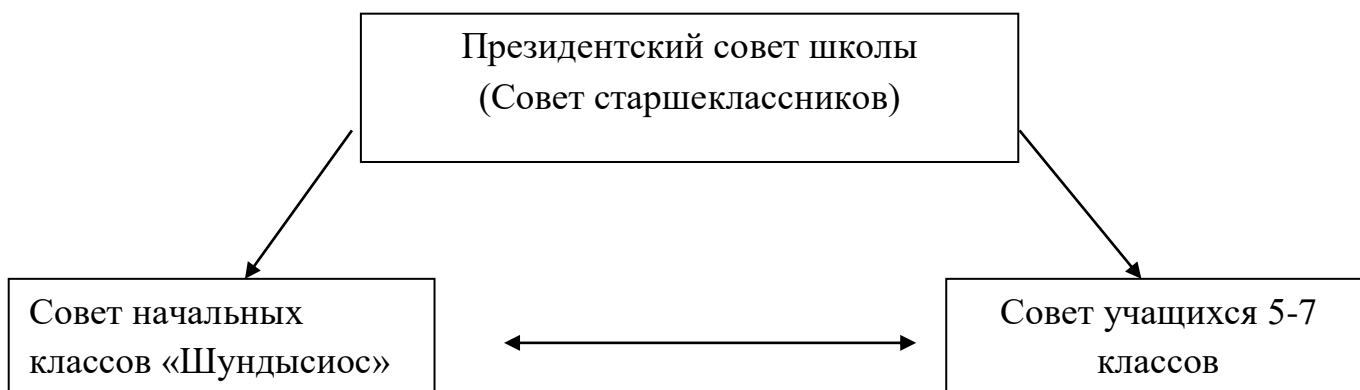 Президентский совет школы
(Совет старшеклассников)
Совет начальных
классов «Шундысиос»
Совет учащихся 5-7
классов